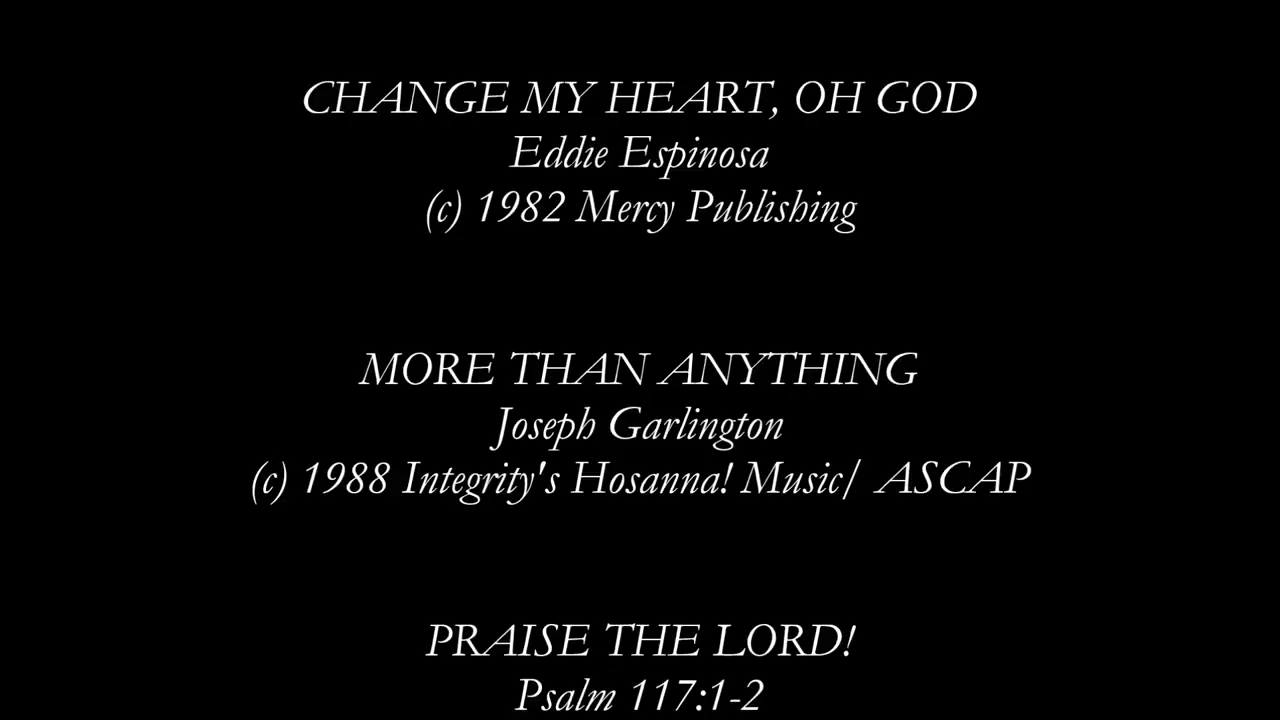 CHANGE MY HEART, OH GOD
Eddie Espinosa
(c) 1982 Mercy Publishing
MORE THAN ANYTHING
Joseph Garlington
(c) 1988 Integrity's Hosanna! Music/ ASCAP
PRAISE THE LORD!
Psalm 117:1-2